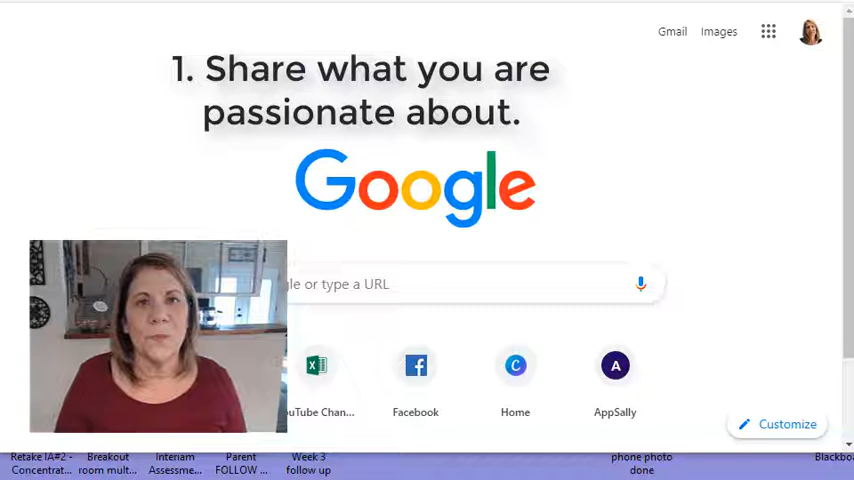 Gmail Images
1. Share what you are
passionate about.
Google
gle or type a URL
uTube Chan...
Facebook
Home
A
AppSally
Customize
Retake IA#2 -
Concentrat...
Breakout
room mult...
Interiam
Assessme...
Parent
FOLLOW ...
Week 3
follow up
phone photo
done
Blackboa